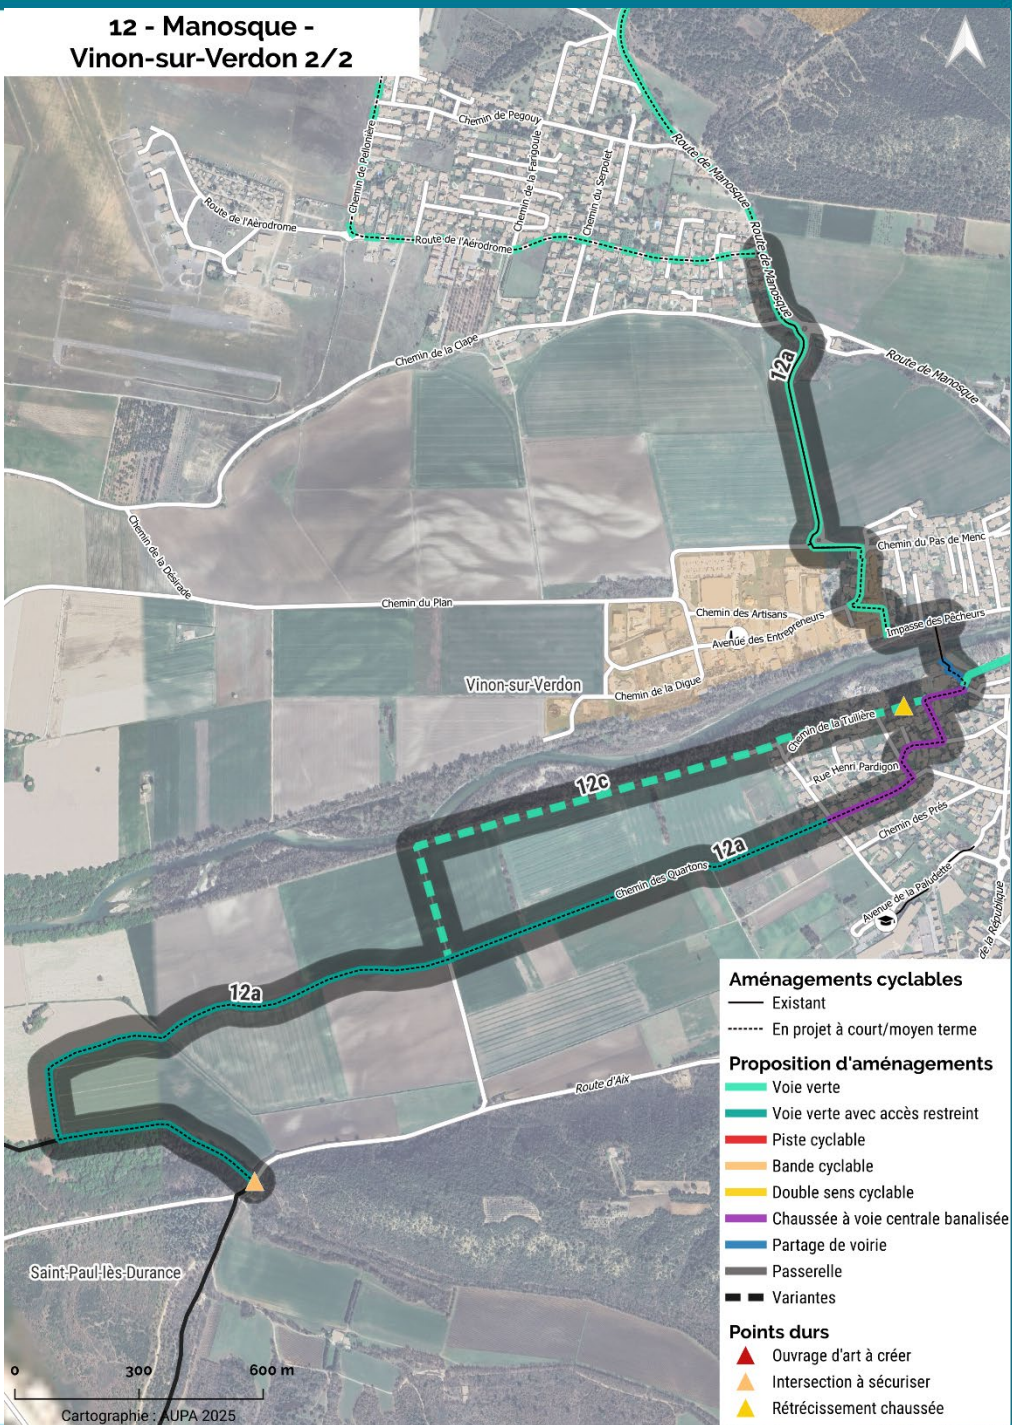 12 - Manosque -
Vinon-sur-Verdon 2/2
Chemin de Pegouy
Chemin de Pellonière
Chemin de la Farigoule
Chemin du Serpolet
Route de Manosque
Route de l'Aérodrome
Route de l'Aérodrome
Route de Manosque
Chemin de la Clape
12a
Route de Manosque
Chemin de la Désirade
Chemin du Pas de Menc
Chemin du Plan
Chemin des Artisans
Avenue des Entrepreneurs
Impasse des Pêcheurs
Vinon-sur-Verdon
Chemin de la Digue
Chemin de la Tuilière
12c
Rue Henri Pardigon
Chemin des Prés
12a
Chemin des Quartons
Avenue de la Paludette
de la République
12a
Route d'Aix
Saint-Paul-lès-Durance
Aménagements cyclables
Existant
En projet à court/moyen terme
Proposition d'aménagements
Voie verte
Voie verte avec accès restreint
Piste cyclable
Bande cyclable
Double sens cyclable
Chaussée à voie centrale banalisée
Partage de voirie
Passerelle
Variantes
Points durs
Ouvrage d'art à créer
Intersection à sécuriser
Rétrécissement chaussée
0 300 600 m
Cartographie : AUPA 2025